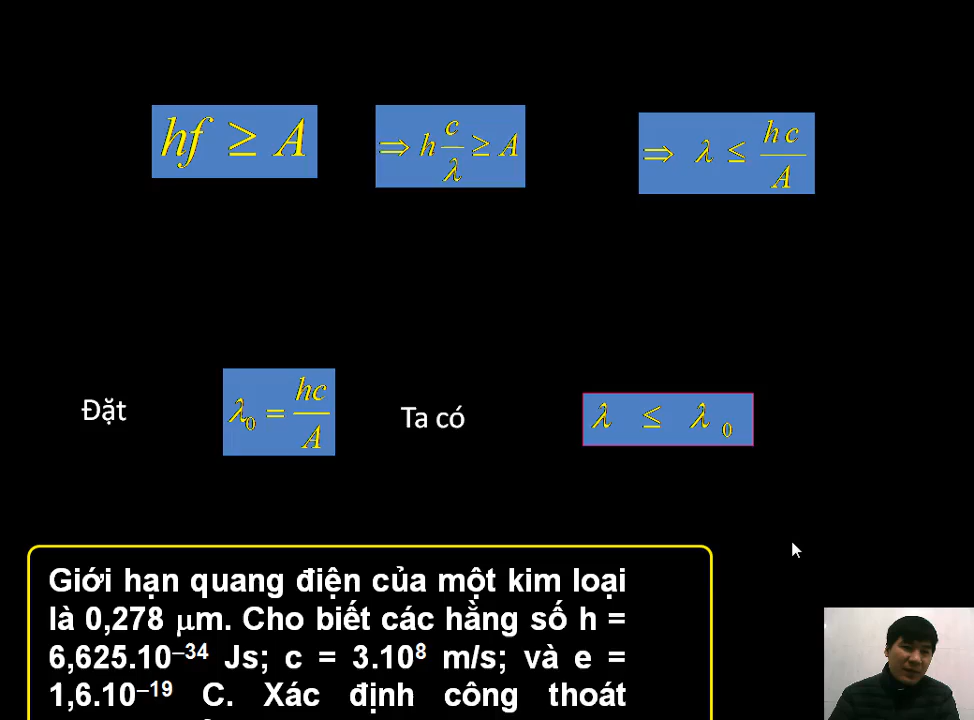 hf ≥ A
⇒ h c/λ ≥ A
⇒ λ ≤ hc/A
Đặt λ₀ = hc/A Ta có λ ≤ λ₀
Giới hạn quang điện của một kim loại
là 0,278 μm. Cho biết các hằng số h =
6,625.10⁻³⁴ Js; c = 3.10⁸ m/s; và e =
1,6.10⁻¹⁹ C. Xác định công thoát